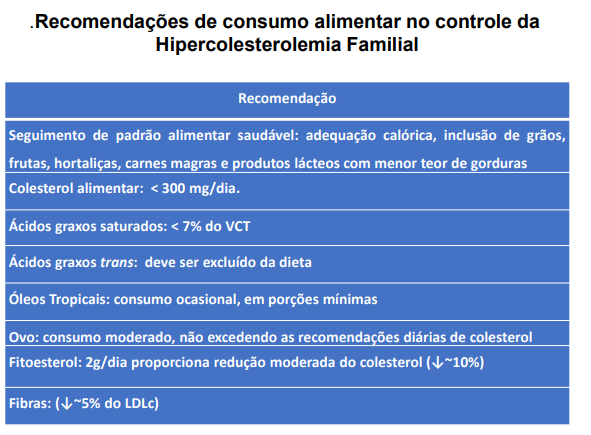 .Recomendações de consumo alimentar no controle da
Hipercolesterolemia Familial
Recomendação
Seguimento de padrão alimentar saudável: adequação calórica, inclusão de grãos,
frutas, hortaliças, carnes magras e produtos lácteos com menor teor de gorduras
Colesterol alimentar: < 300 mg/dia.
Ácidos graxos saturados: < 7% do VCT
Ácidos graxos trans: deve ser excluído da dieta
Óleos Tropicais: consumo ocasional, em porções mínimas
Ovo: consumo moderado, não excedendo as recomendações diárias de colesterol
Fitoesterol: 2g/dia proporciona redução moderada do colesterol (↓~10%)
Fibras: (↓~5% do LDLc)